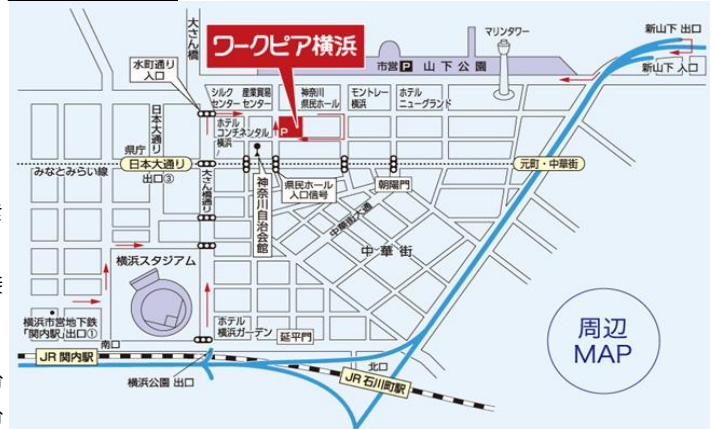 大さん橋
ワークピア横浜
マリンタワー
新山下 出口
新山下 入口
水町通り
入口
市営 P 山下公園
シルク
センター
産業貿易
センター
神奈川
県民ホール
モントレー
横浜
ホテル
ニューグランド
日本大通り
ホテル
コンチネンタル
横浜
P
県庁
みなとみらい線
日本大通り
出口③
元町・中華街
大さん橋通り
神奈川自治会館
県民ホール
入口信号
朝陽門
中華街大通
中華街
横浜スタジアム
横浜市営地下鉄
「関内駅」出口①
ホテル
横浜ガーデン
延平門
南口
JR 関内駅
横浜公園 出口
北口
JR 石川町駅
周辺
MAP